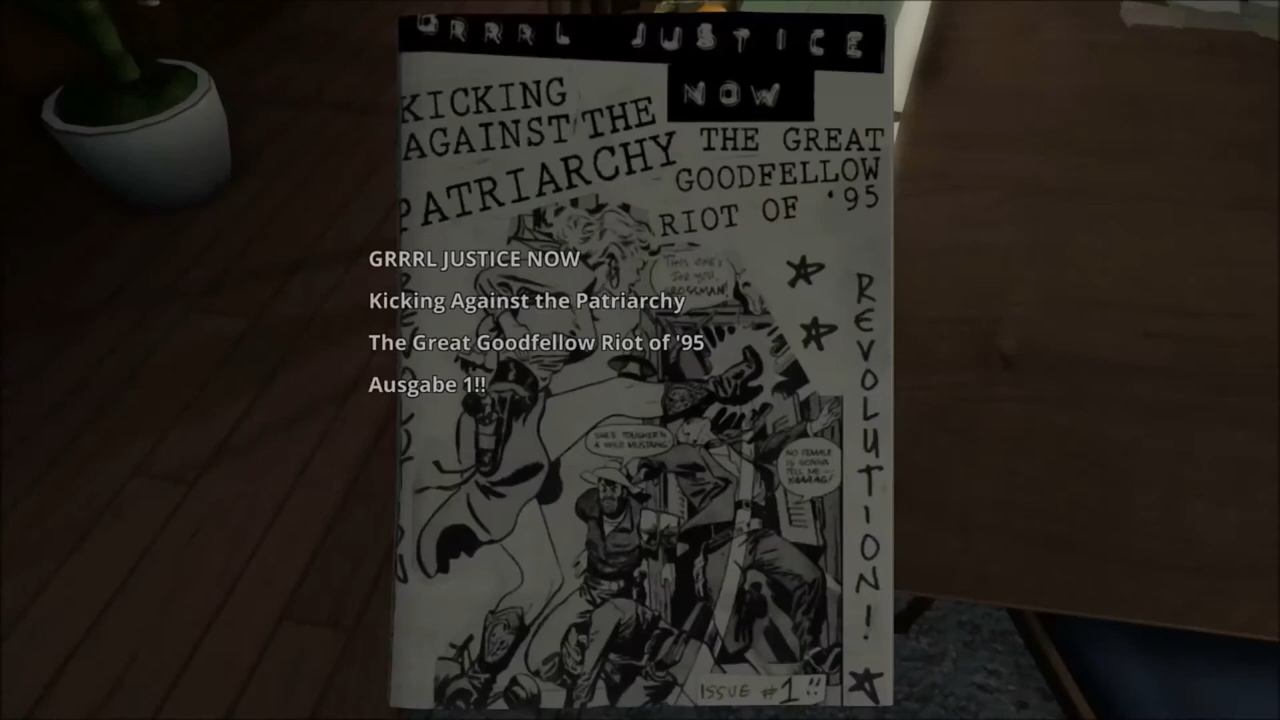 GRRRL JUSTICE
NOW
KICKING
AGAINST THE
PATRIARCHY
THE GREAT
GOODFELLOW
RIOT OF '95
GRRRL JUSTICE NOW
Kicking Against the Patriarchy
The Great Goodfellow Riot of '95
Ausgabe 1!!
THIS ONE'S
FOR YOU,
GROSSMAN!
REVOLUTION!
SHE'S TOUGHER'N
A WILD MUSTANG
NO FEMALE
IS GONNA
TELL ME—
YAARAG!
ISSUE #1!!